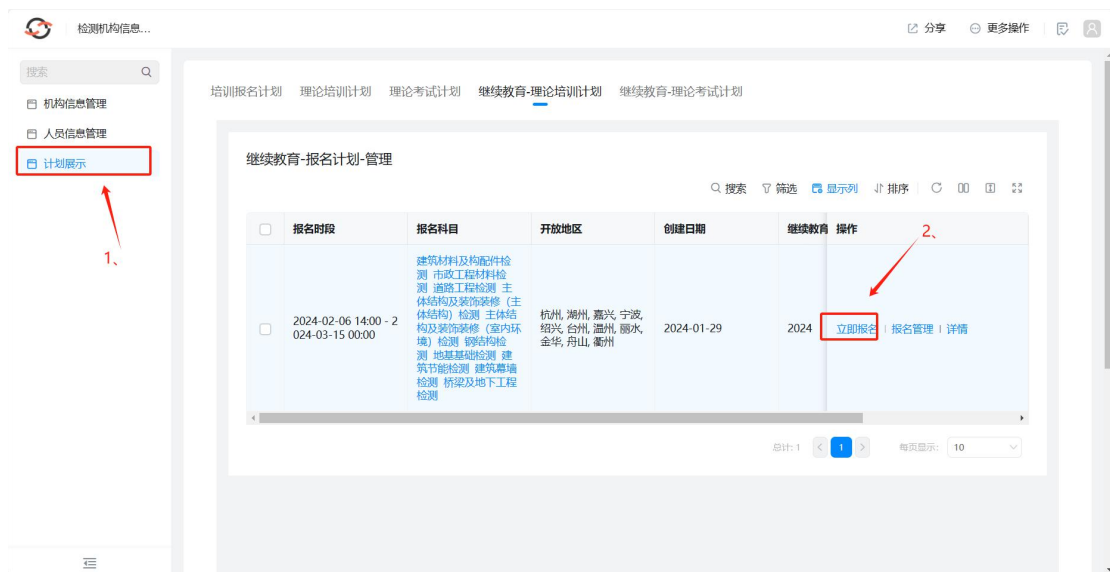 检测机构信息...
分享
更多操作
搜索
机构信息管理
人员信息管理
计划展示
1、
培训报名计划 理论培训计划 理论考试计划 继续教育-理论培训计划 继续教育-理论考试计划
继续教育-报名计划-管理
搜索 筛选 显示列 排序
报名时段 报名科目 开放地区 创建日期 继续教育 操作
2、
2024-02-06 14:00 - 2
024-03-15 00:00
建筑材料及构配件检
测 市政工程材料检
测 道路工程检测 主
体结构及装饰装修（主
体结构）检测 主体结
构及装饰装修（室内环
境）检测 钢结构检
测 地基基础检测 建
筑节能检测 建筑幕墙
检测 桥梁及地下工程
检测
杭州, 湖州, 嘉兴, 宁波,
绍兴, 台州, 温州, 丽水,
金华, 舟山, 衢州
2024-01-29
2024
立即报名 报名管理 详情
总计: 1 < 1 > 每页显示: 10